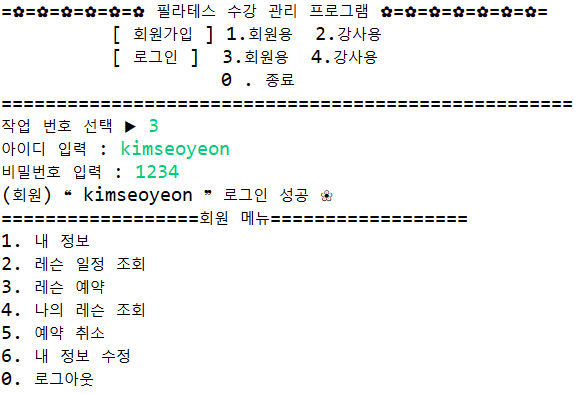 =✿=✿=✿=✿=✿=✿ 필라테스 수강 관리 프로그램 ✿=✿=✿=✿=✿=✿=✿=
[ 회원가입 ] 1.회원용  2.강사용
[ 로그인 ]  3.회원용  4.강사용
0 . 종료
====================================================
작업 번호 선택 ▶ 3
아이디 입력 : kimseoyeon
비밀번호 입력 : 1234
(회원) ❝ kimseoyeon ❞ 로그인 성공 ❀
==================회원 메뉴==================
1. 내 정보
2. 레슨 일정 조회
3. 레슨 예약
4. 나의 레슨 조회
5. 예약 취소
6. 내 정보 수정
0. 로그아웃